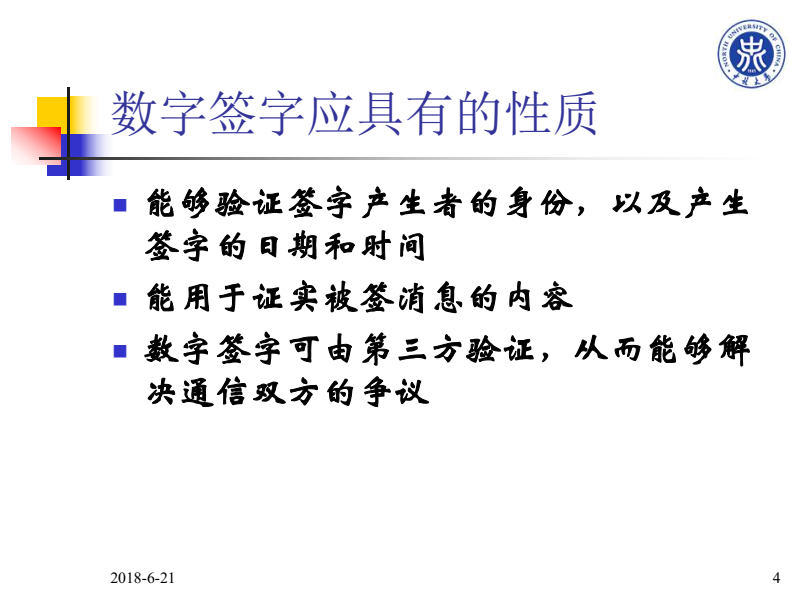 NORTH UNIVERSITY OF CHINA
1941
中北大学
数字签字应具有的性质
能够验证签字产生者的身份，以及产生
签字的日期和时间
能用于证实被签消息的内容
数字签字可由第三方验证，从而能够解
决通信双方的争议
2018-6-21
4